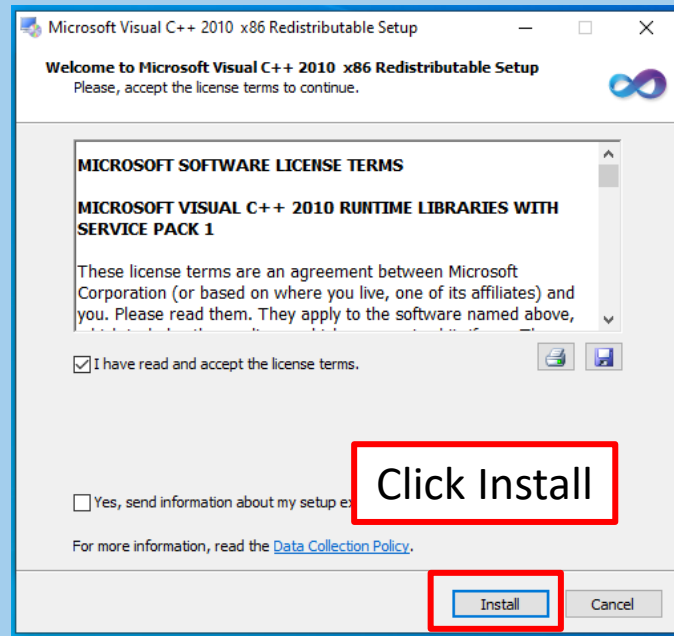 Microsoft Visual C++ 2010 x86 Redistributable Setup
Welcome to Microsoft Visual C++ 2010 x86 Redistributable Setup
Please, accept the license terms to continue.
MICROSOFT SOFTWARE LICENSE TERMS
MICROSOFT VISUAL C++ 2010 RUNTIME LIBRARIES WITH
SERVICE PACK 1
These license terms are an agreement between Microsoft
Corporation (or based on where you live, one of its affiliates) and
you. Please read them. They apply to the software named above,
I have read and accept the license terms.
Click Install
Yes, send information about my setup
For more information, read the Data Collection Policy.
Install Cancel